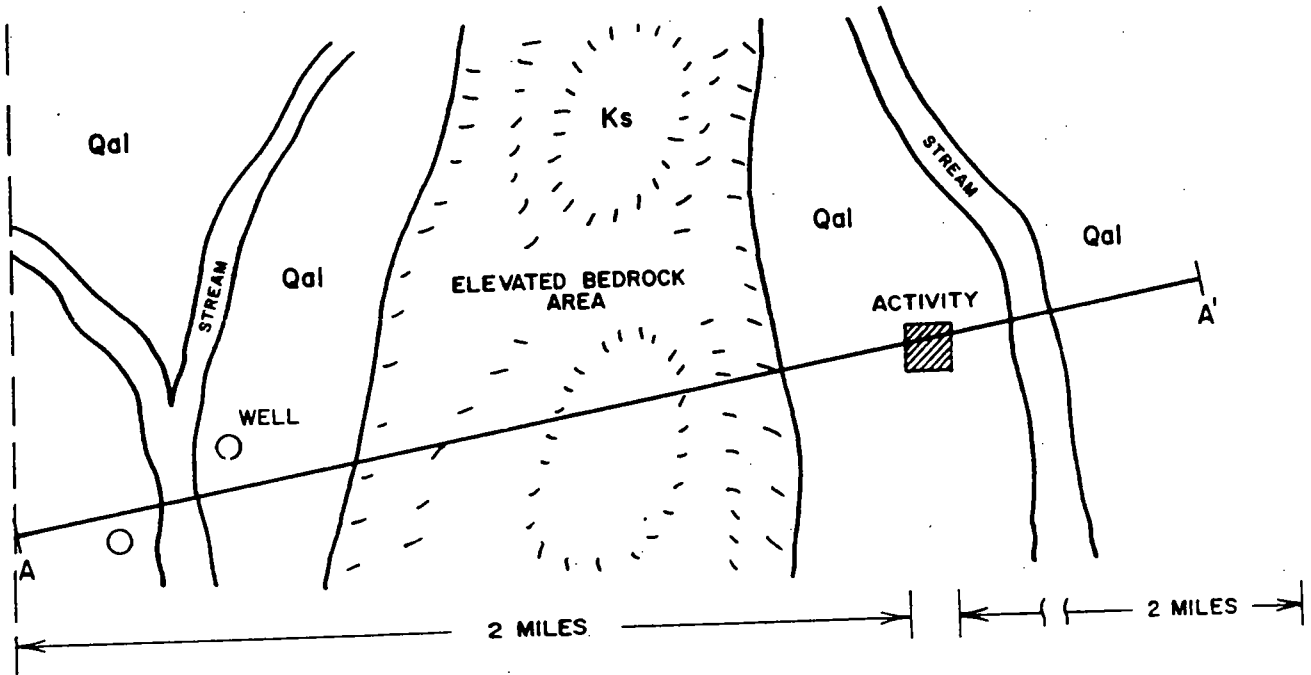 Qal
Ks
STREAM
Qal
STREAM
Qal
Qal
ELEVATED BEDROCK
AREA
ACTIVITY
A'
WELL
A
2 MILES
2 MILES